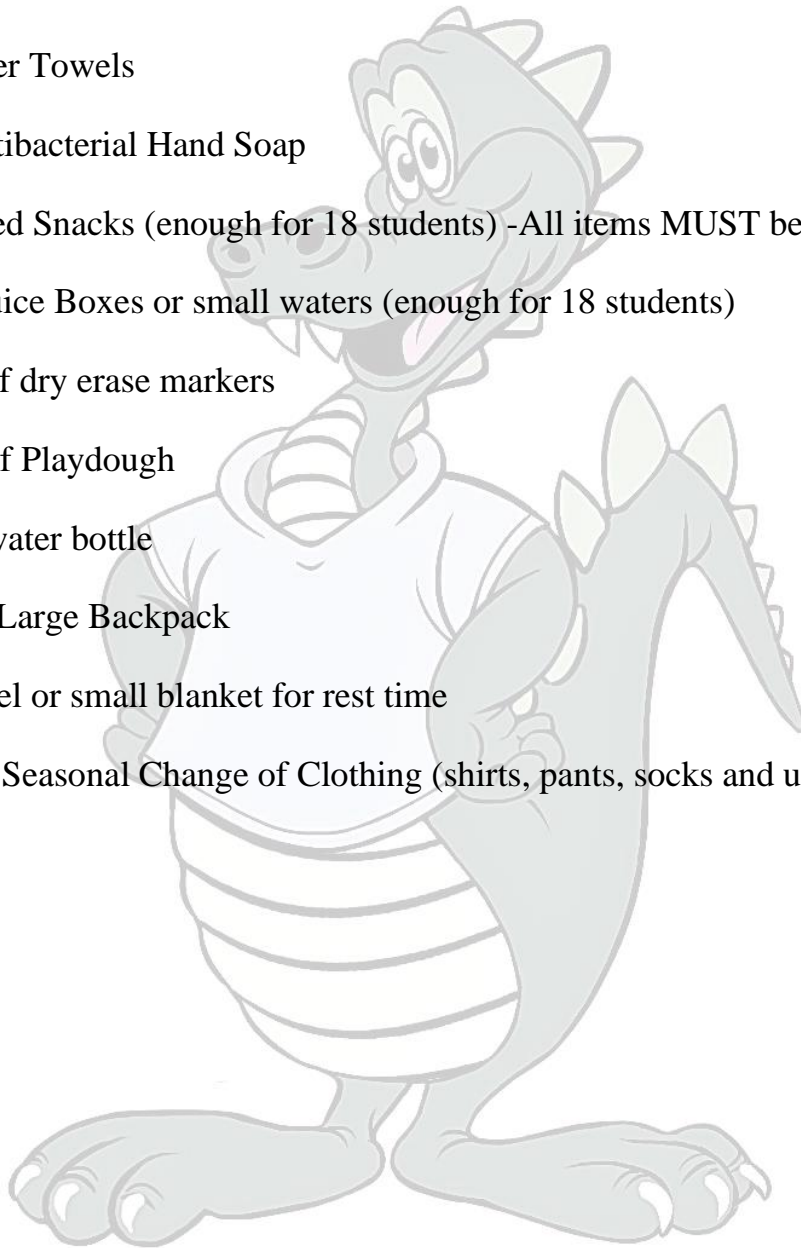 er Towels
tibacterial Hand Soap
ed Snacks (enough for 18 students) -All items MUST be
uice Boxes or small waters (enough for 18 students)
f dry erase markers
f Playdough
water bottle
Large Backpack
el or small blanket for rest time
Seasonal Change of Clothing (shirts, pants, socks and u